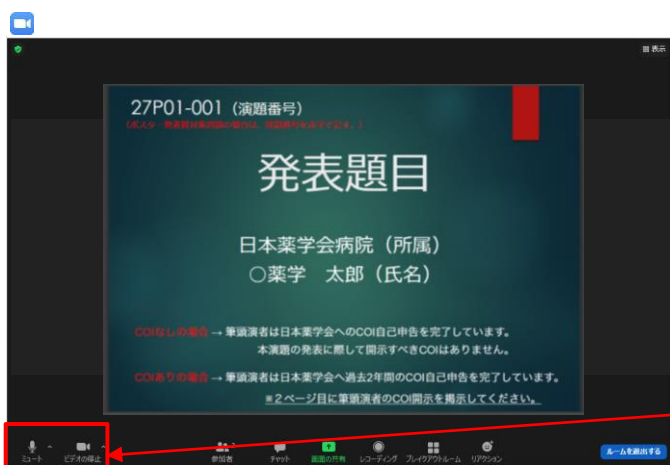 表示
27P01-001（演題番号）
発表題目
日本薬学会病院（所属）
○薬学　太郎（氏名）
COIなしの場合 → 筆頭演者は日本薬学会へのCOI自己申告を完了しています。
本演題の発表に際して開示すべきCOIはありません。
COIありの場合 → 筆頭演者は日本薬学会へ過去2年間のCOI自己申告を完了しています。
※２ページ目に筆頭演者のCOI開示を掲示してください。
ミュート ビデオの停止 参加者 チャット 画面の共有 レコーディング ブレイクアウトルーム リアクション ルームを退出する